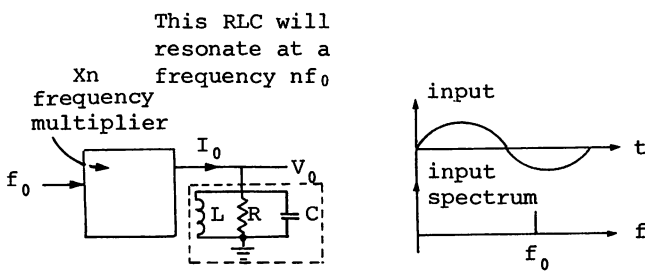 This RLC will
resonate at a
frequency nf₀
Xn
frequency
multiplier
I₀
V₀
f₀
L
R
C
input
t
input
spectrum
f
f₀